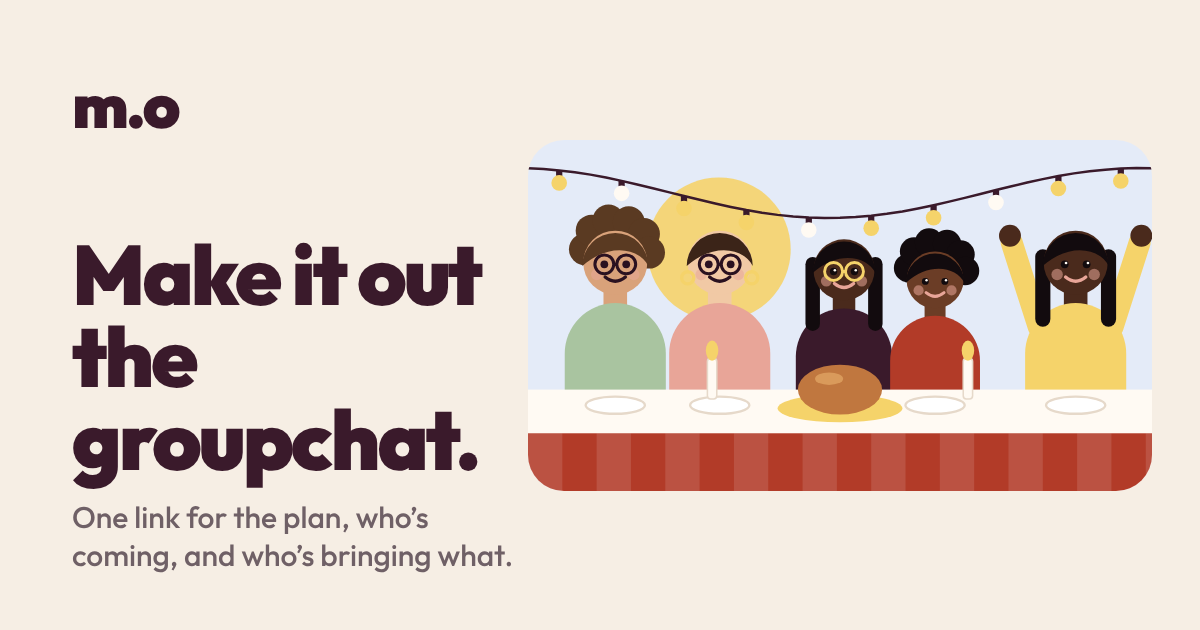 m.o
Make it out
the
groupchat.
One link for the plan, who’s
coming, and who’s bringing what.